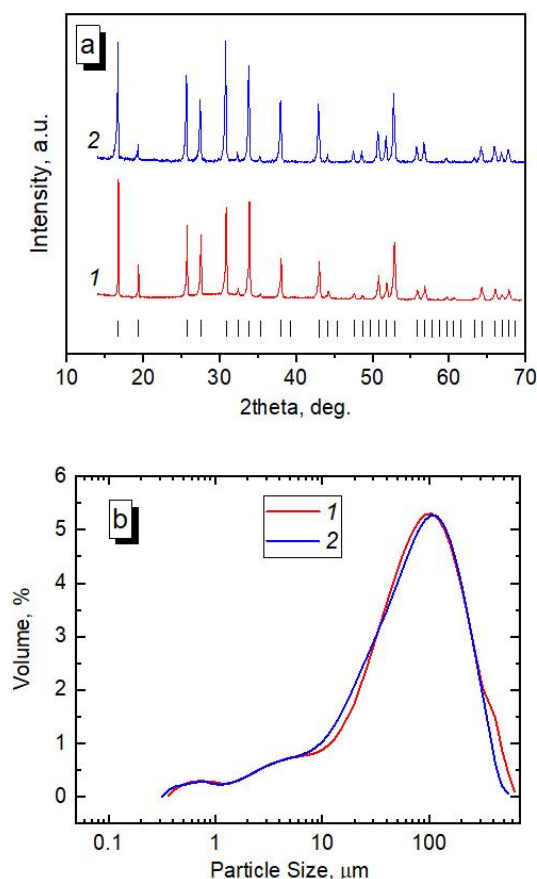 a
Intensity, a.u.
2
1
10 20 30 40 50 60 70
2theta, deg.
b
1
2
Volume, %
6
5
4
3
2
1
0
0.1 1 10 100
Particle Size, μm